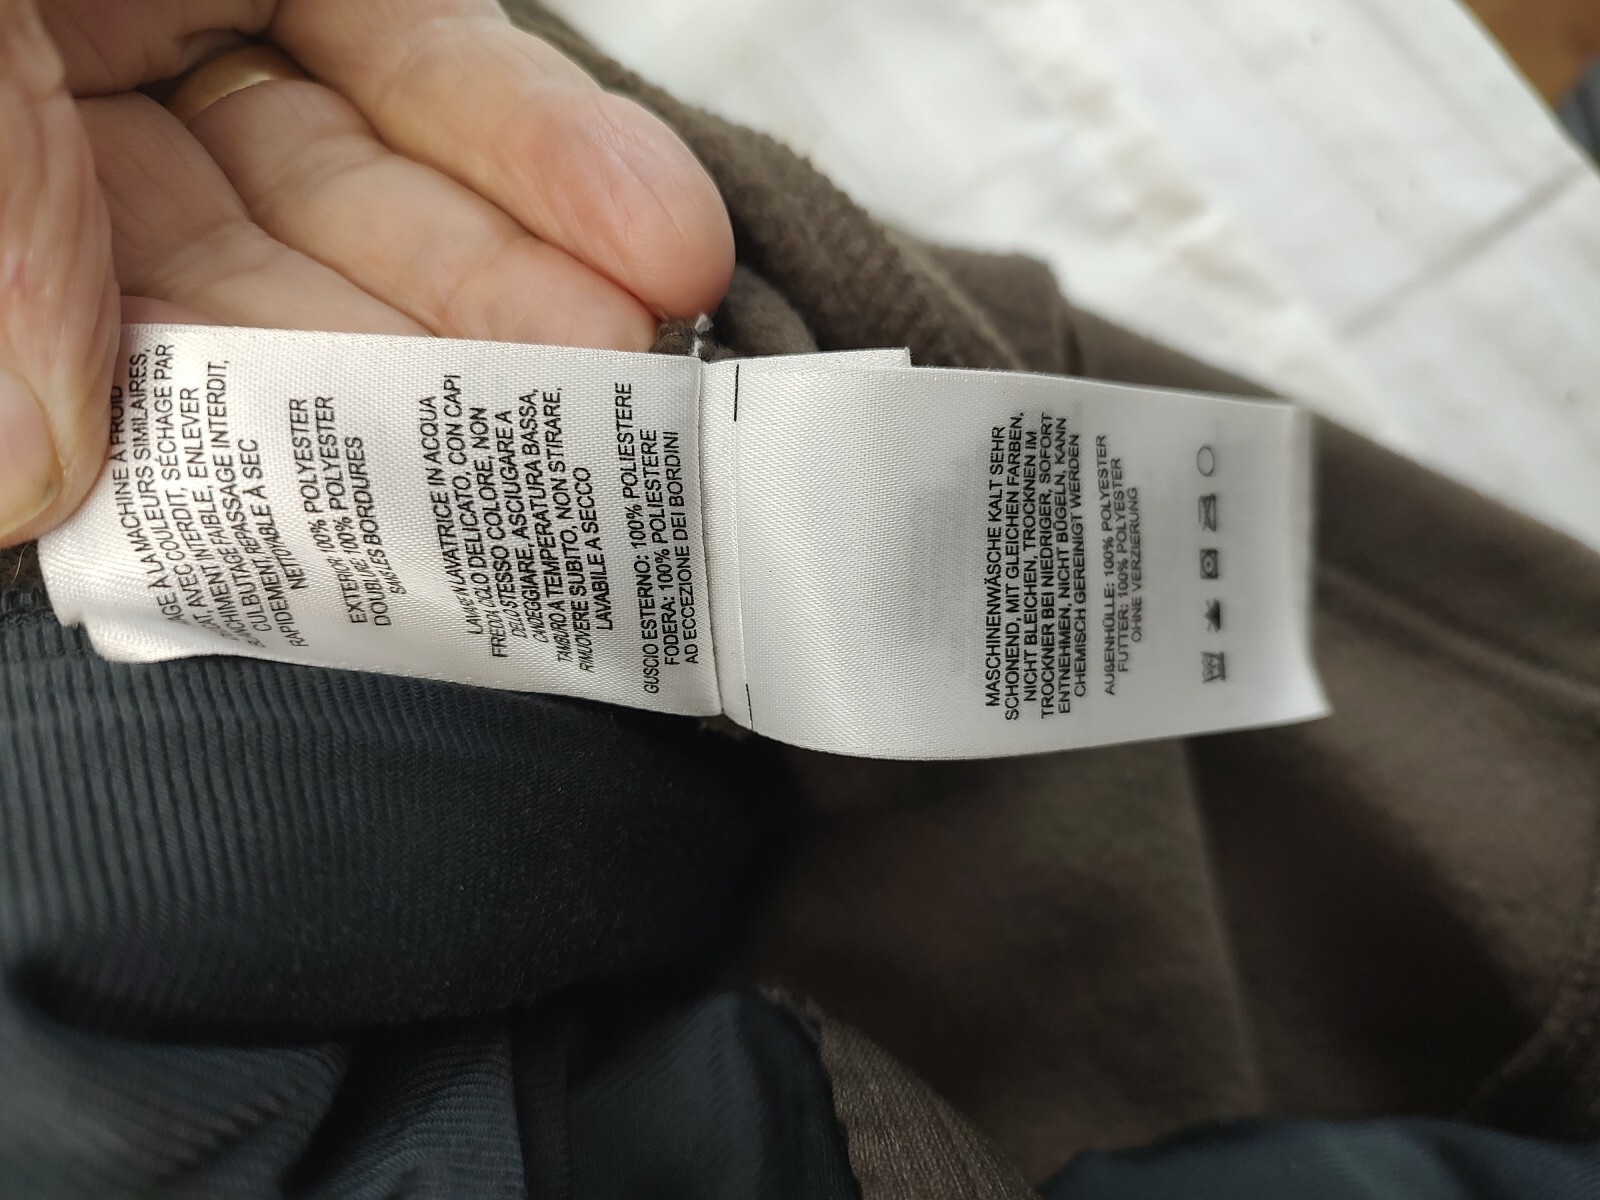 À LA MACHINE À FROID
COULEURS SIMILAIRES,
AVEC INTERDIT, SÉCHAGE PAR
FAIBLE, ENLEVER
REPASSAGE INTERDIT,
NETTOYABLE À SEC
EXTERIOR 100% POLYESTER
DOUBLURE 100% POLYESTER
SANS LES BORDURES
LAVARE IN LAVATRICE IN ACQUA
FREDDA CICLO DELICATO, CON CAPI
DELLO STESSO COLORE, NON
CANDEGGIARE, ASCIUGARE A
TAMBURO A TEMPERATURA BASSA,
RIMUOVERE SUBITO, NON STIRARE,
LAVABILE A SECCO
GUSCIO ESTERNO: 100% POLIESTERE
FODERA: 100% POLIESTERE
AD ECCEZIONE DEI BORDINI
MASCHINENWÄSCHE KALT SEHR
SCHONEND, MIT GLEICHEN FARBEN,
NICHT BLEICHEN, TROCKNEN IM
TROCKNER BEI NIEDRIGER, SOFORT
ENTNEHMEN, NICHT BÜGELN, KANN
CHEMISCH GEREINIGT WERDEN
AUßENHÜLLE: 100% POLYESTER
FUTTER: 100% POLYESTER
OHNE VERZIERUNG